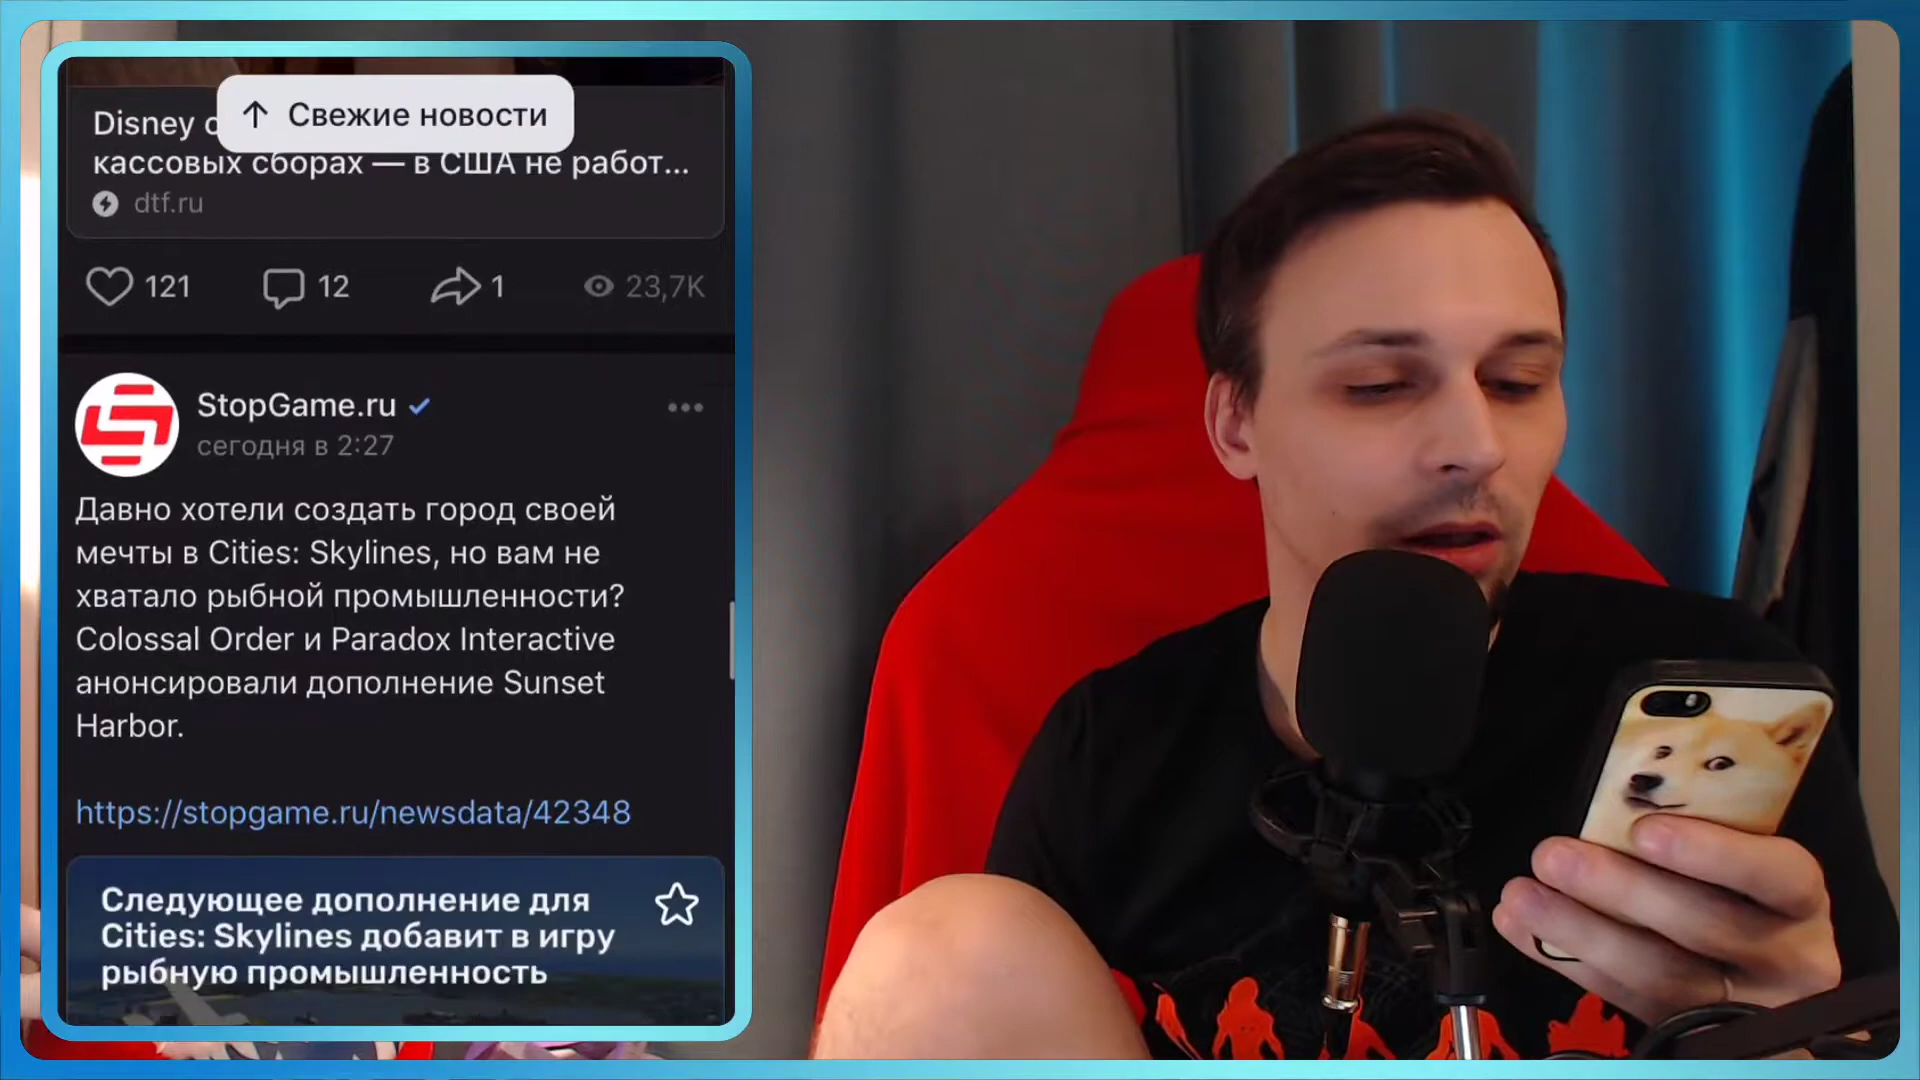 ↑ Свежие новости
Disney
кассовых сборах — в США не работ...
dtf.ru
121 12 1 23,7K
StopGame.ru
сегодня в 2:27
Давно хотели создать город своей
мечты в Cities: Skylines, но вам не
хватало рыбной промышленности?
Colossal Order и Paradox Interactive
анонсировали дополнение Sunset
Harbor.
https://stopgame.ru/newsdata/42348
Следующее дополнение для
Cities: Skylines добавит в игру
рыбную промышленность